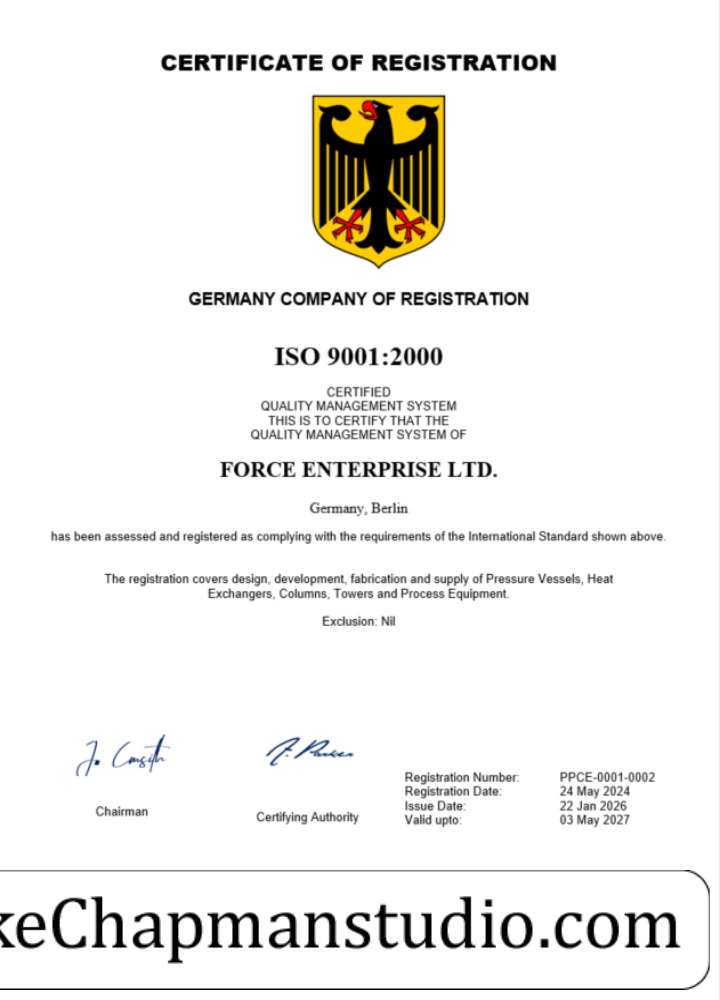 CERTIFICATE OF REGISTRATION
GERMANY COMPANY OF REGISTRATION
ISO 9001:2000
CERTIFIED
QUALITY MANAGEMENT SYSTEM
THIS IS TO CERTIFY THAT THE
QUALITY MANAGEMENT SYSTEM OF
FORCE ENTERPRISE LTD.
Germany, Berlin
has been assessed and registered as complying with the requirements of the International Standard shown above.
The registration covers design, development, fabrication and supply of Pressure Vessels, Heat
Exchangers, Columns, Towers and Process Equipment.
Exclusion: Nil
Chairman
Certifying Authority
Registration Number: PPCE-0001-0002
Registration Date: 24 May 2024
Issue Date: 22 Jan 2026
Valid upto: 03 May 2027
keChapmanstudio.com